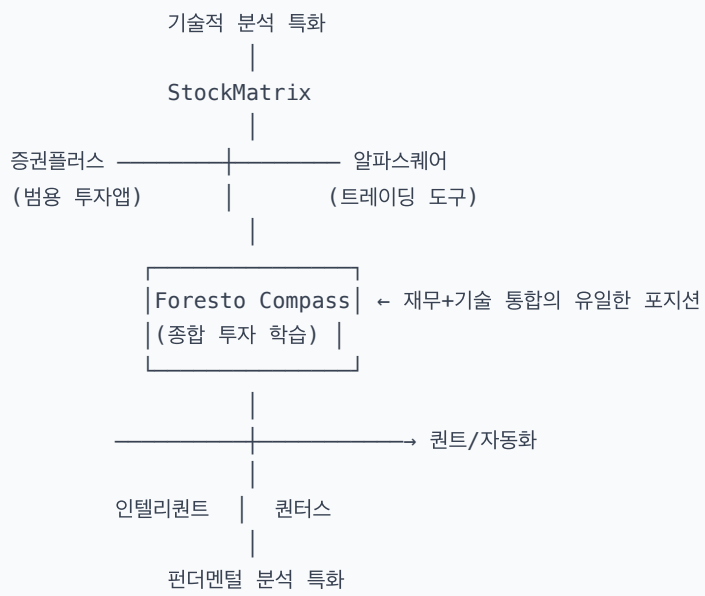 기술적 분석 특화
StockMatrix
증권플러스 알파스퀘어
(범용 투자앱) (트레이딩 도구)
Foresto Compass ← 재무+기술 통합의 유일한 포지션
(종합 투자 학습)
→ 퀀트/자동화
인텔리퀀트 퀀터스
펀더멘털 분석 특화